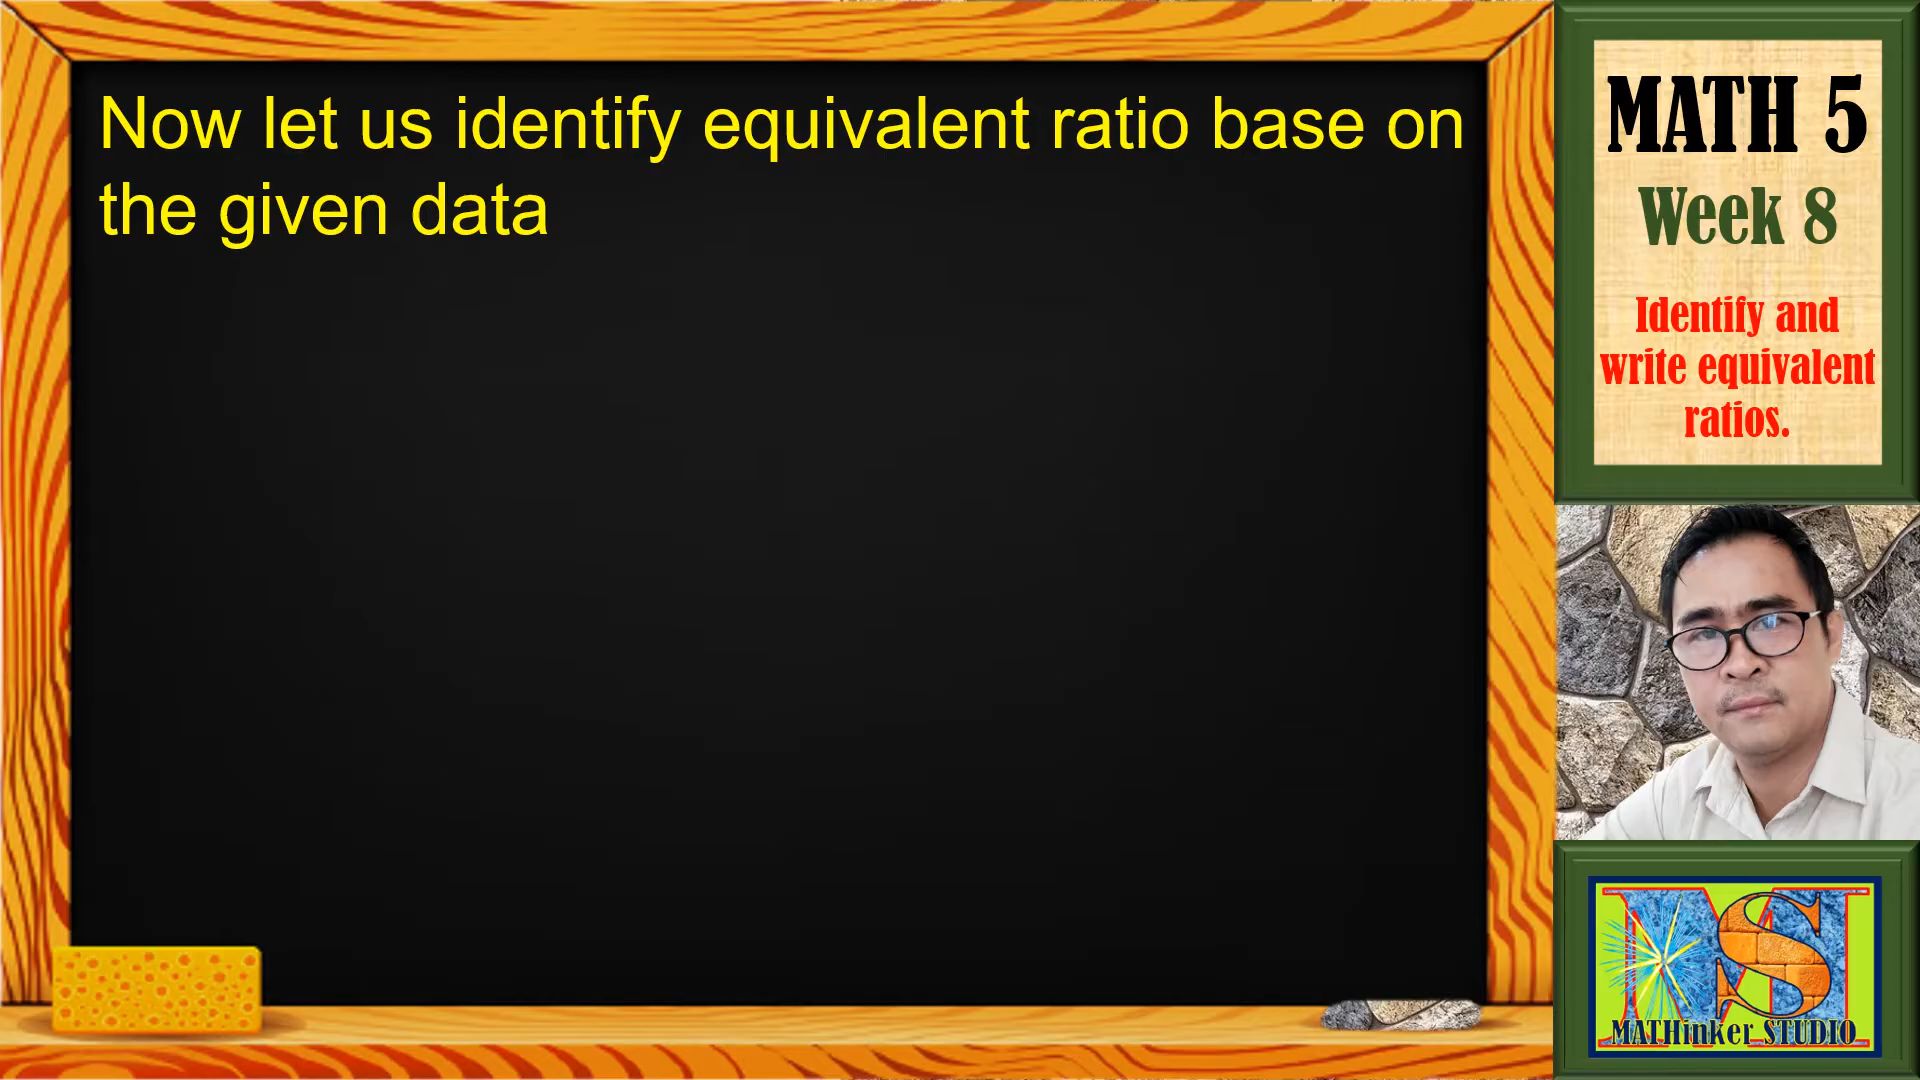 Now let us identify equivalent ratio base on
the given data
MATH 5
Week 8
Identify and
write equivalent
ratios.
MS
MATHinker STUDIO